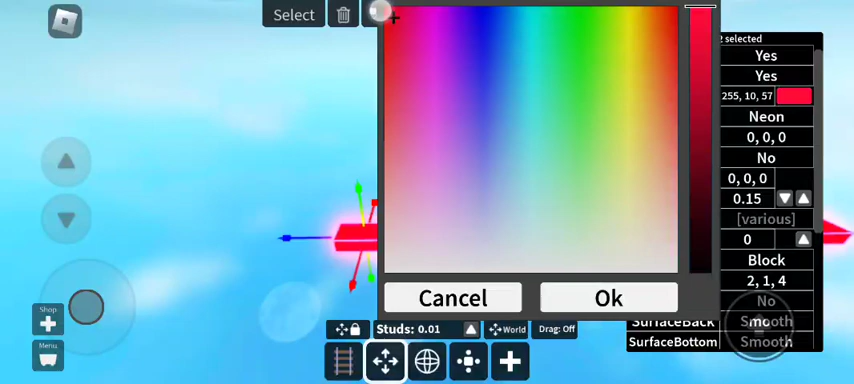 Select
2 selected
Yes
Yes
255, 10, 57
Neon
0, 0, 0
No
0, 0, 0
0.15
[various]
0
Block
2, 1, 4
No
Cancel
Ok
SurfaceBack
Smooth
SurfaceBottom
Smooth
Shop
Menu
Studs: 0.01
World
Drag: Off